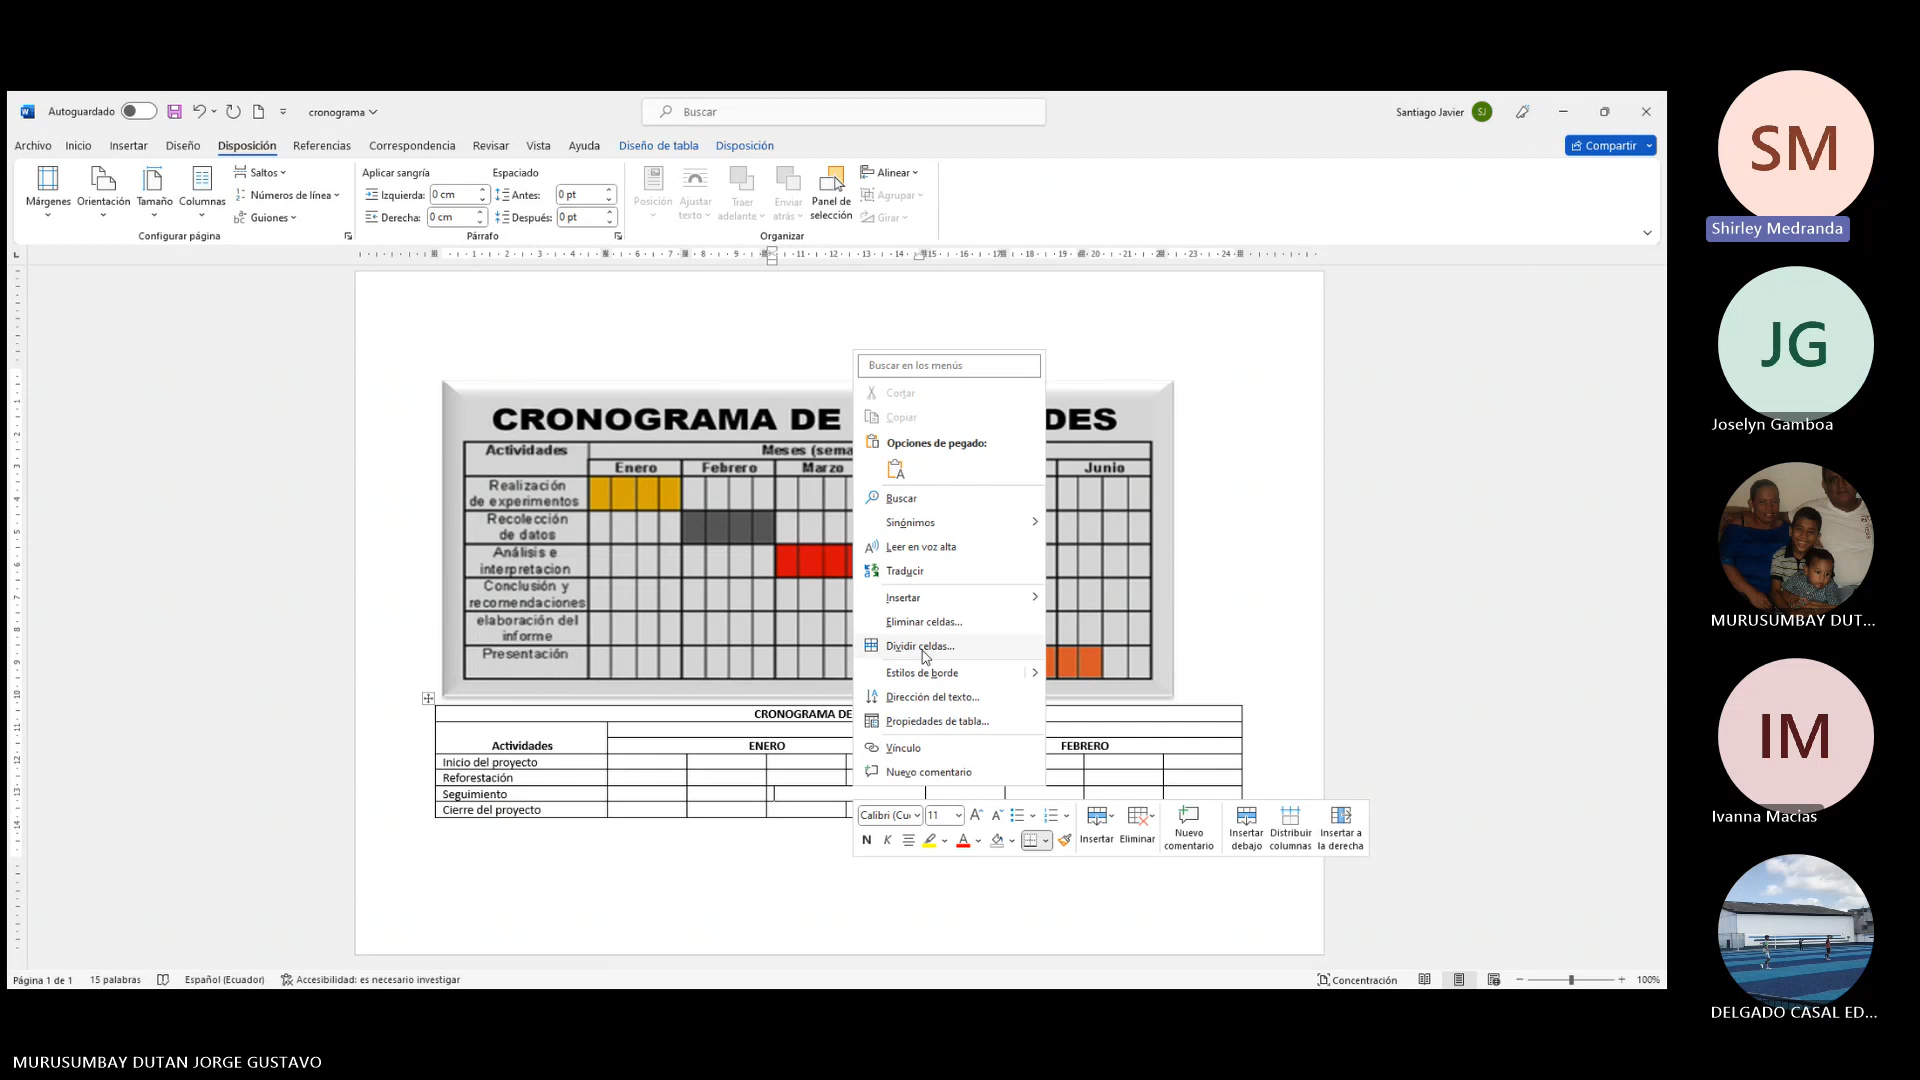 Autoguardado
cronograma
Buscar
Santiago Javier
SJ
Archivo Inicio Insertar Diseño Disposición Referencias Correspondencia Revisar Vista Ayuda Diseño de tabla Disposición
Compartir
Márgenes
Orientación
Tamaño
Columnas
Saltos
Números de línea
Guiones
Configurar página
Aplicar sangría
Espaciado
Izquierda: 0 cm
Antes: 0 pt
Derecha: 0 cm
Después: 0 pt
Párrafo
Posición
Ajustar texto
Traer adelante
Enviar atrás
Panel de selección
Alinear
Agrupar
Girar
Organizar
CRONOGRAMA DE
DES
Actividades
Meses (sema
Enero Febrero Marzo Junio
Realización
de experimentos
Recolección
de datos
Análisis e
interpretacion
Conclusión y
recomendaciones
elaboración del
informe
Presentación
CRONOGRAMA DE
Actividades ENERO FEBRERO
Inicio del proyecto
Reforestación
Seguimiento
Cierre del proyecto
Buscar en los menús
Cortar
Copiar
Opciones de pegado:
Buscar
Sinónimos
Leer en voz alta
Traducir
Insertar
Eliminar celdas...
Dividir celdas...
Estilos de borde
Dirección del texto...
Propiedades de tabla...
Vínculo
Nuevo comentario
Calibri (Cu 11
N K
Insertar
Eliminar
Nuevo comentario
Insertar debajo
Distribuir columnas
Insertar a la derecha
Página 1 de 1
15 palabras
Español (Ecuador)
Accesibilidad: es necesario investigar
Concentración
100%
SM
Shirley Medranda
JG
Joselyn Gamboa
MURUSUMBAY DUT...
IM
Ivanna Macias
DELGADO CASAL ED...
MURUSUMBAY DUTAN JORGE GUSTAVO